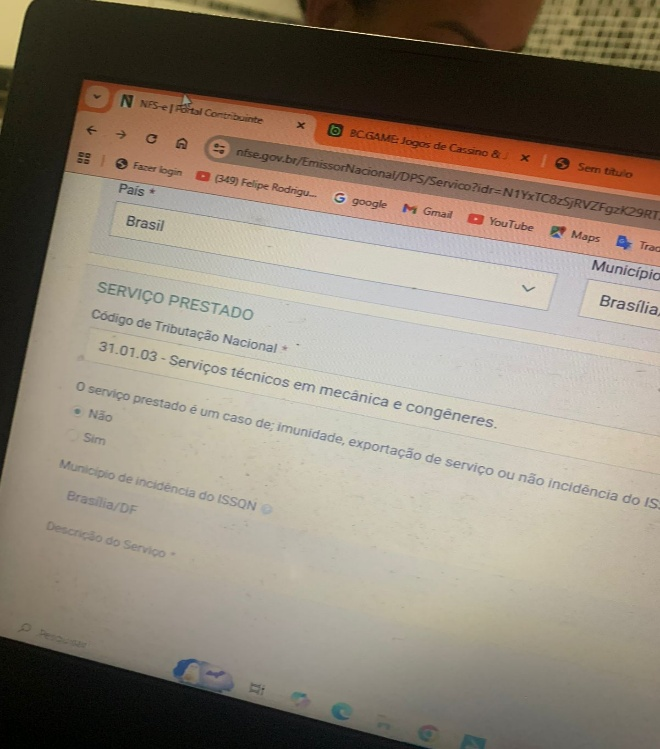 NFS-e | Portal Contribuinte
BC.GAME: Jogos de Cassino &
Sem título
nfse.gov.br/EmissorNacional/DPS/Servico?idr=N1YxTC8zSjRVZFgzK29RT
Fazer login
(349) Felipe Rodrigu...
google
Gmail
YouTube
Maps
Trad
País *
Brasil
Município
Brasília/
SERVIÇO PRESTADO
Código de Tributação Nacional *
31.01.03 - Serviços técnicos em mecânica e congêneres.
O serviço prestado é um caso de: imunidade, exportação de serviço ou não incidência do IS
Não
Sim
Município de incidência do ISSQN
Brasília/DF
Descrição do Serviço *
Pesquisar